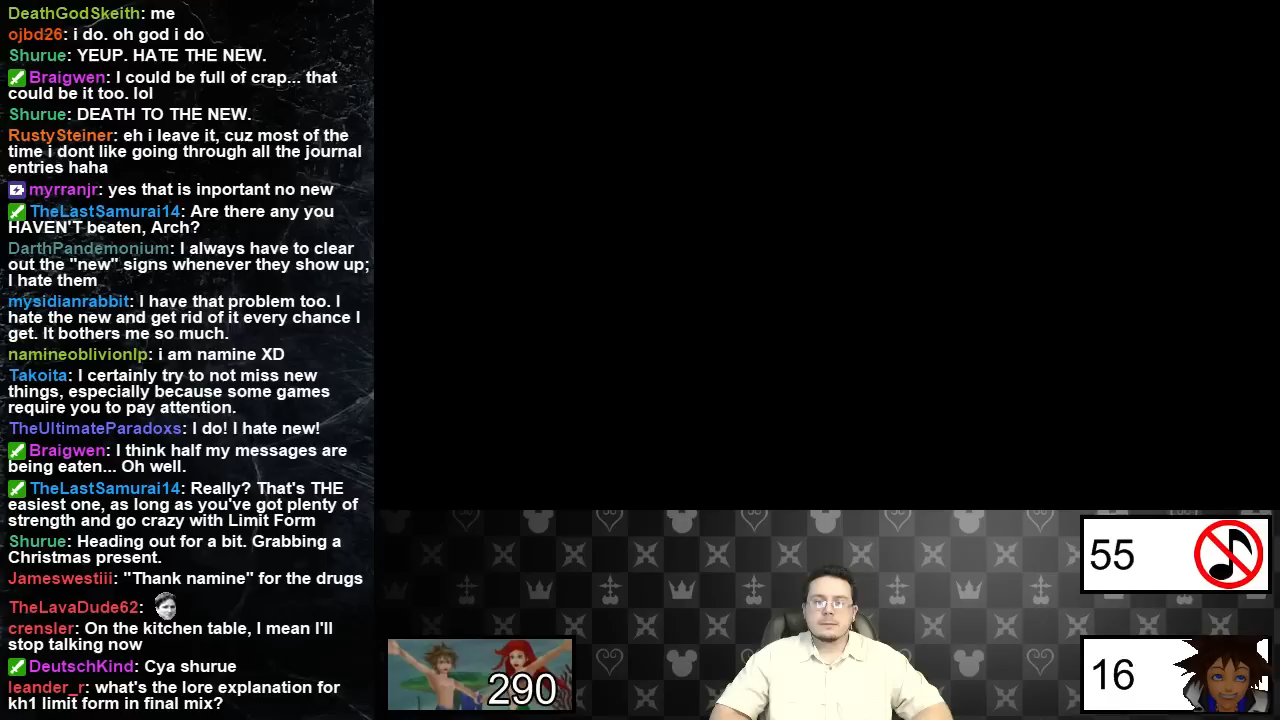 DeathGodSkeith: me
ojbd26: i do. oh god i do
Shurue: YEUP. HATE THE NEW.
Braigwen: I could be full of crap... that
could be it too. lol
Shurue: DEATH TO THE NEW.
RustySteiner: eh i leave it, cuz most of the
time i dont like going through all the journal
entries haha
myrranjr: yes that is inportant no new
TheLastSamurai14: Are there any you
HAVEN'T beaten, Arch?
DarthPandemonium: I always have to clear
out the "new" signs whenever they show up;
I hate them
mysidianrabbit: I have that problem too. I
hate the new and get rid of it every chance I
get. It bothers me so much.
namineoblivionlp: i am namine XD
Takoita: I certainly try to not miss new
things, especially because some games
require you to pay attention.
TheUltimateParadoxs: I do! I hate new!
Braigwen: I think half my messages are
being eaten... Oh well.
TheLastSamurai14: Really? That's THE
easiest one, as long as you've got plenty of
strength and go crazy with Limit Form
Shurue: Heading out for a bit. Grabbing a
Christmas present.
Jameswestiii: "Thank namine" for the drugs
TheLavaDude62:
crensler: On the kitchen table, I mean I'll
stop talking now
DeutschKind: Cya shurue
leander_r: what's the lore explanation for
kh1 limit form in final mix?
290
55
16